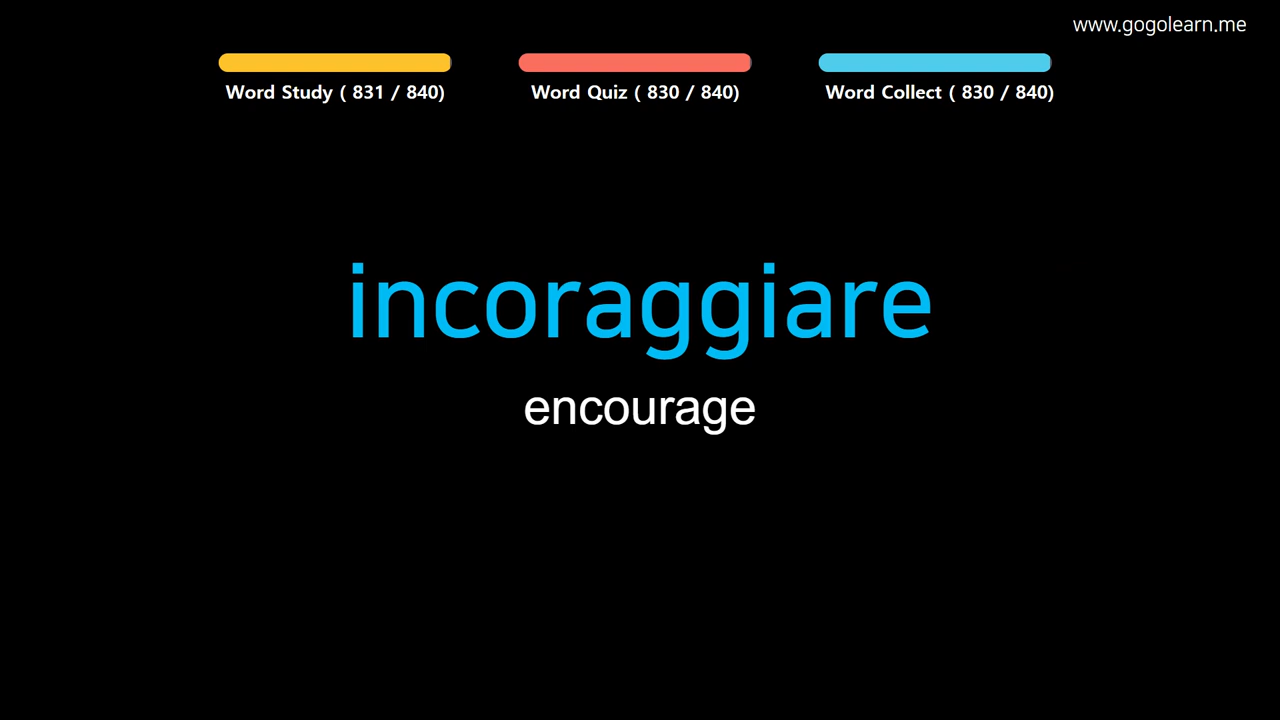 www.gogolearn.me
Word Study ( 831 / 840)
Word Quiz ( 830 / 840)
Word Collect ( 830 / 840)
incoraggiare
encourage